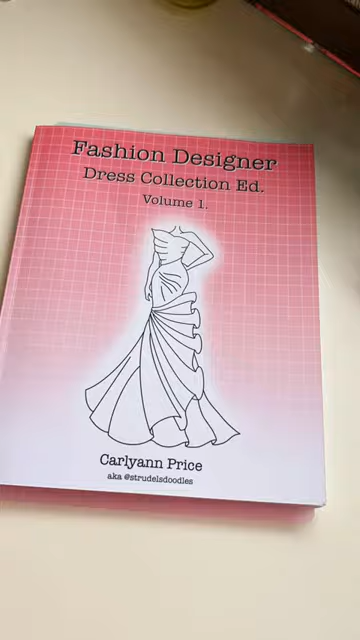 Fashion Designer
Dress Collection Ed.
Volume 1.
Carlyann Price
aka @strudelsdoodles